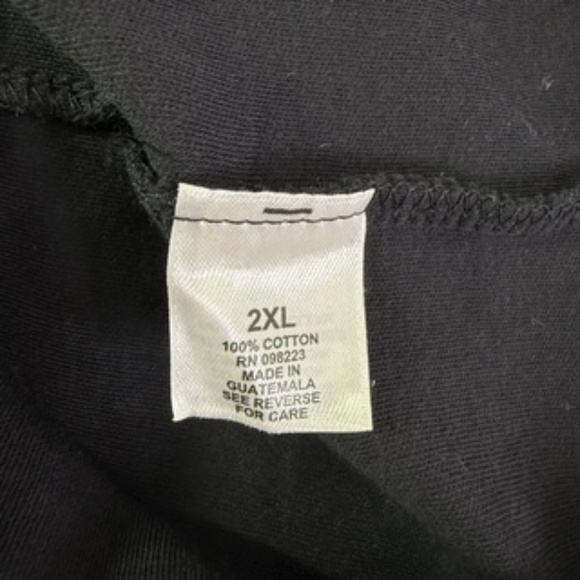 2XL
100% COTTON
RN 098223
MADE IN
GUATEMALA
SEE REVERSE
FOR CARE